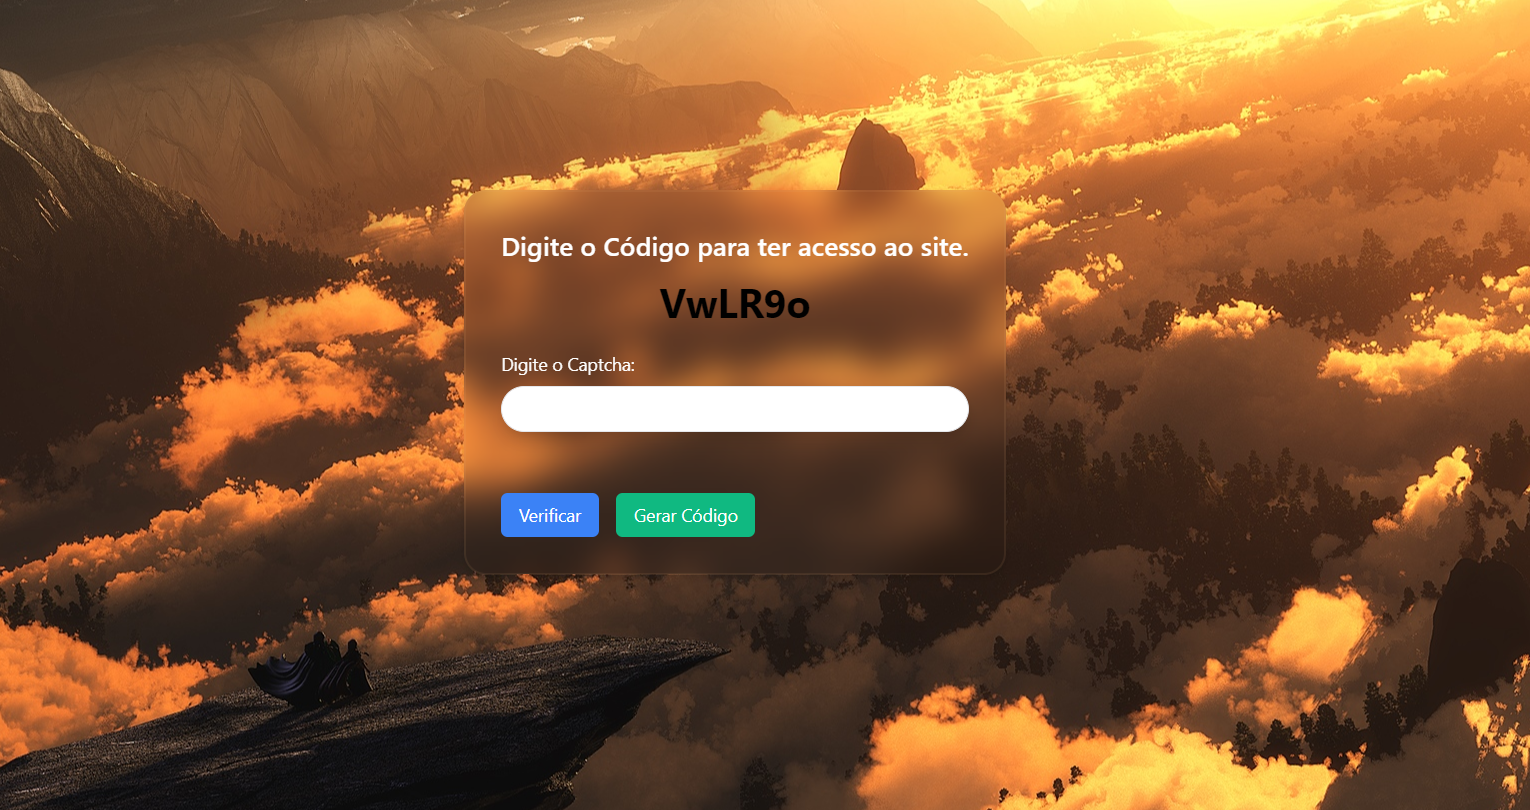 Digite o Código para ter acesso ao site.
VwLR9o
Digite o Captcha:
Verificar
Gerar Código